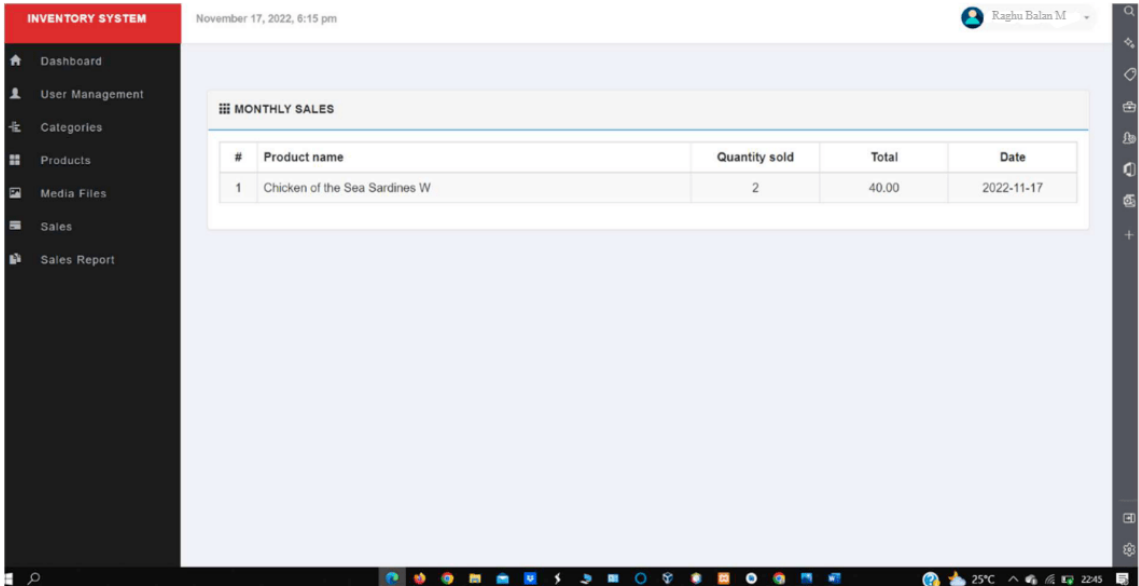 INVENTORY SYSTEM
November 17, 2022, 6:15 pm
Raghu Balan M
Dashboard
User Management
Categories
Products
Media Files
Sales
Sales Report
MONTHLY SALES
# Product name Quantity sold Total Date
1 Chicken of the Sea Sardines W 2 40.00 2022-11-17
25°C 22:45